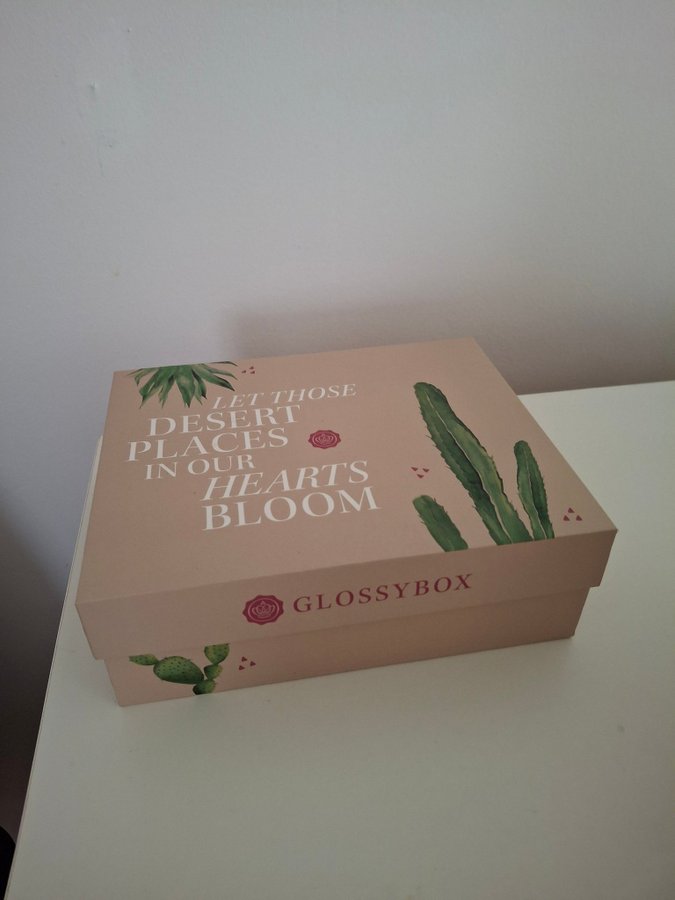 LET THOSE
DESERT
PLACES
IN OUR
HEARTS
BLOOM
GLOSSYBOX